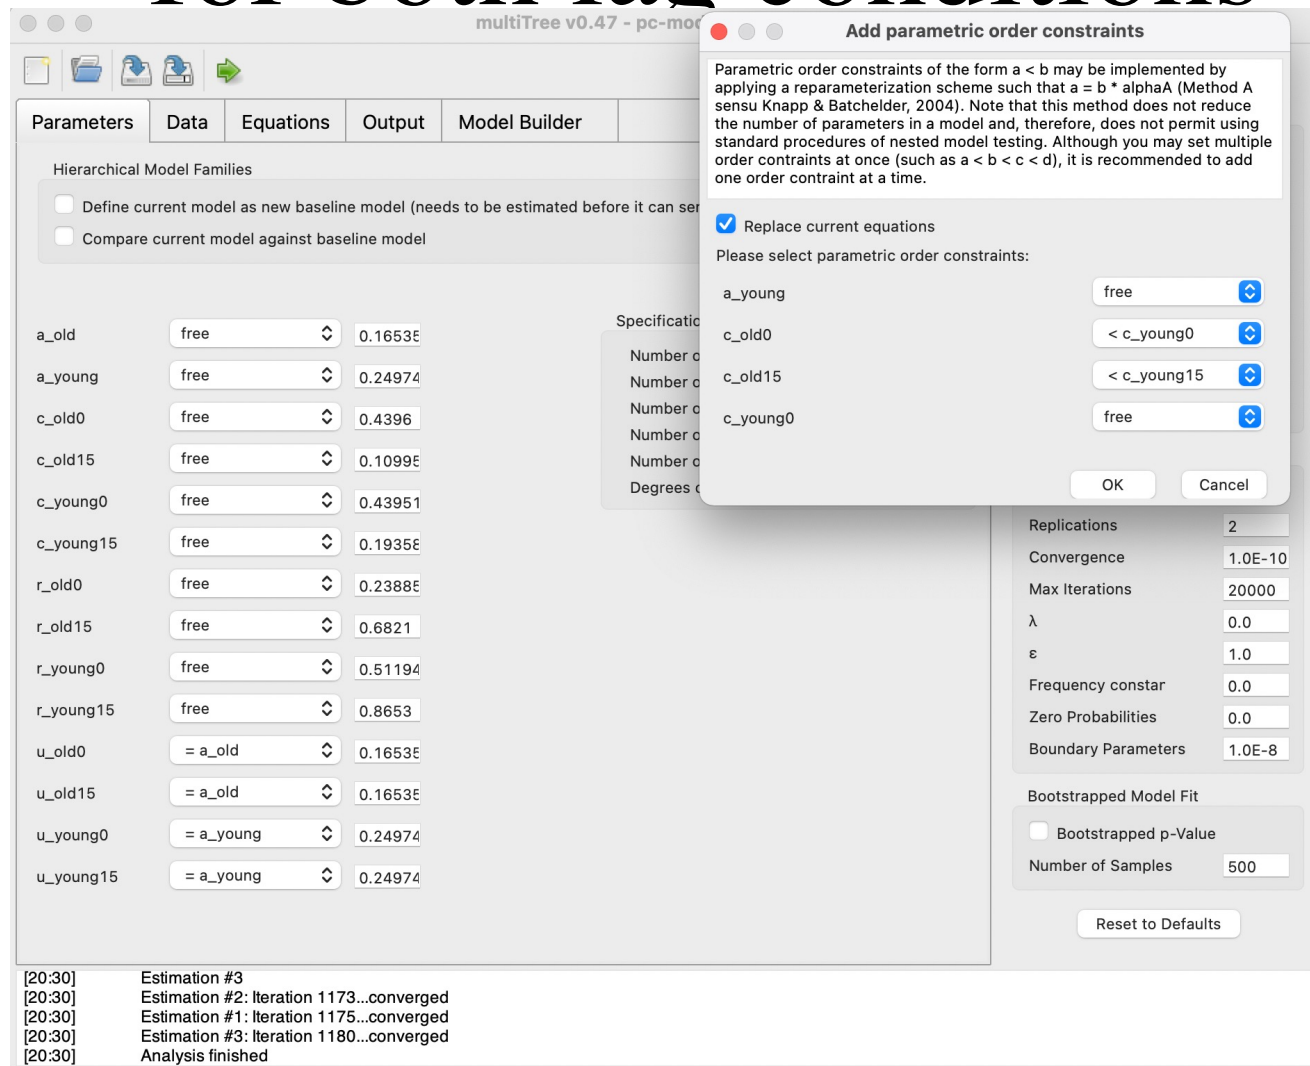 for both lag conditions
multiTree v0.47 - pc-mod
Add parametric order constraints
Parametric order constraints of the form a < b may be implemented by
applying a reparameterization scheme such that a = b * alphaA (Method A
sensu Knapp & Batchelder, 2004). Note that this method does not reduce
the number of parameters in a model and, therefore, does not permit using
standard procedures of nested model testing. Although you may set multiple
order contraints at once (such as a < b < c < d), it is recommended to add
one order contraint at a time.
Replace current equations
Please select parametric order constraints:
a_young free
c_old0 < c_young0
c_old15 < c_young15
c_young0 free
OK Cancel
Parameters Data Equations Output Model Builder
Hierarchical Model Families
Define current model as new baseline model (needs to be estimated before it can ser
Compare current model against baseline model
a_old free 0.16535
a_young free 0.24974
c_old0 free 0.4396
c_old15 free 0.10995
c_young0 free 0.43951
c_young15 free 0.19358
r_old0 free 0.23885
r_old15 free 0.6821
r_young0 free 0.51194
r_young15 free 0.8653
u_old0 = a_old 0.16535
u_old15 = a_old 0.16535
u_young0 = a_young 0.24974
u_young15 = a_young 0.24974
Specificatio
Number o
Number o
Number o
Number o
Number o
Degrees o
Replications 2
Convergence 1.0E-10
Max Iterations 20000
λ 0.0
ε 1.0
Frequency constar 0.0
Zero Probabilities 0.0
Boundary Parameters 1.0E-8
Bootstrapped Model Fit
Bootstrapped p-Value
Number of Samples 500
Reset to Defaults
[20:30] Estimation #3
[20:30] Estimation #2: Iteration 1173...converged
[20:30] Estimation #1: Iteration 1175...converged
[20:30] Estimation #3: Iteration 1180...converged
[20:30] Analysis finished